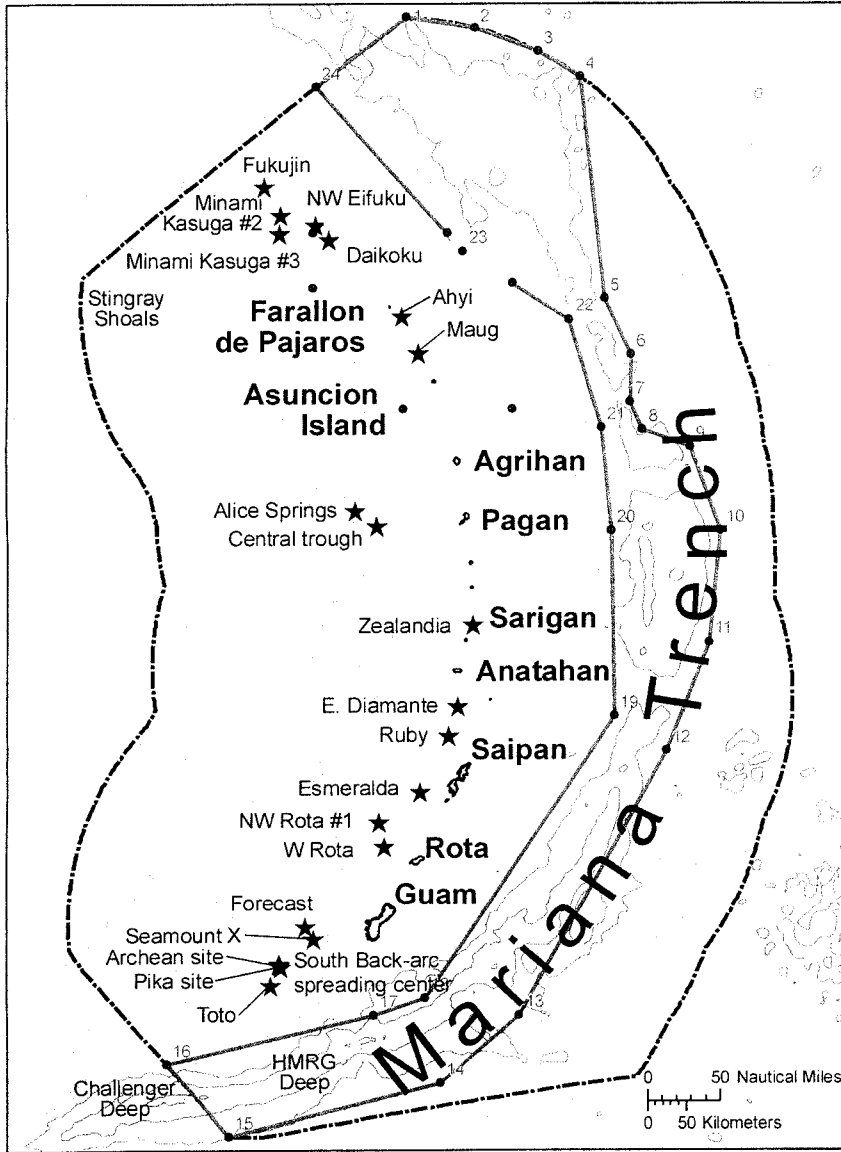 1
2
3
4
24
Fukujin
NW Eifuku
Minami
Kasuga #2
Minami Kasuga #3
Daikoku
23
Stingray
Shoals
Ahyi
Farallon
de Pajaros
Maug
22
5
6
7
8
9
Asuncion
Island
21
Agrihan
Alice Springs
Central trough
Pagan
20
10
Zealandia
Sarigan
11
Anatahan
E. Diamante
19
Ruby
Saipan
12
Esmeralda
NW Rota #1
W Rota
Rota
Guam
Forecast
Seamount X
Archean site
Pika site
South Back-arc
spreading center
Toto
17
13
16
HMRG
Deep
Challenger
Deep
14
15
Mariana Trench
0 50 Nautical Miles
0 50 Kilometers